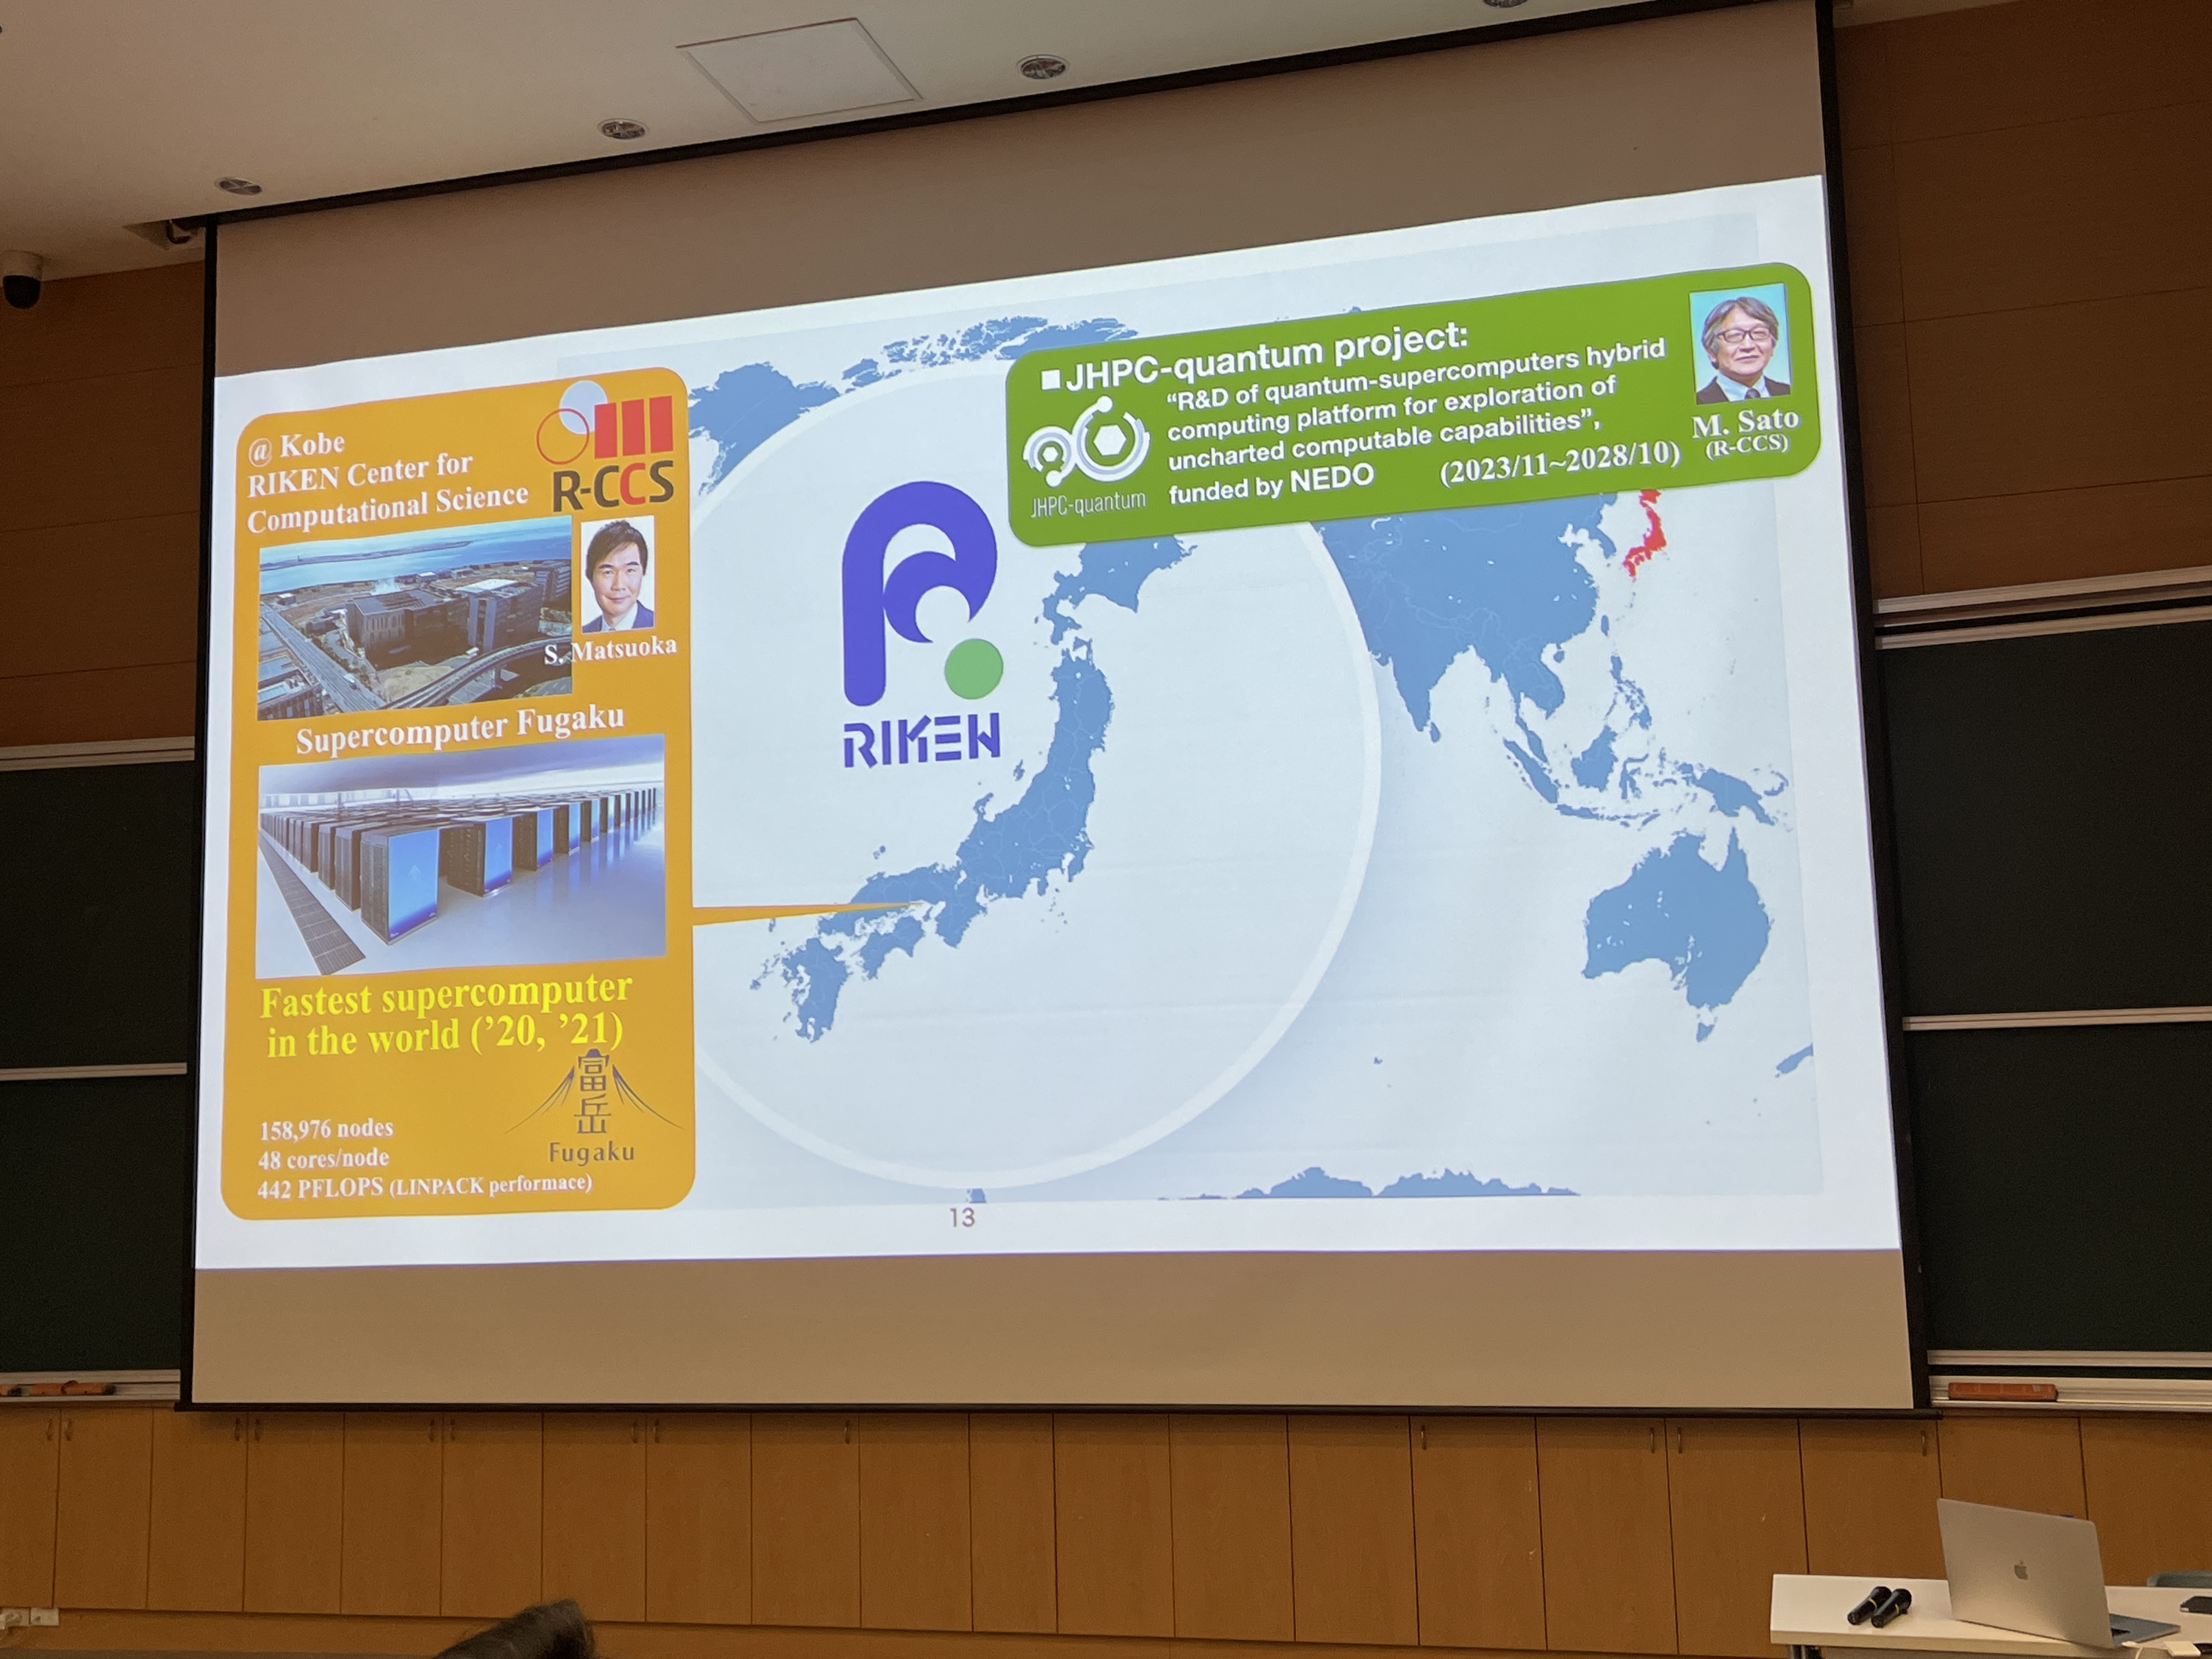 @ Kobe
RIKEN Center for
Computational Science
R-CCS
S. Matsuoka
Supercomputer Fugaku
Fastest supercomputer
in the world ('20, '21)
富
岳
Fugaku
158,976 nodes
48 cores/node
442 PFLOPS (LINPACK performace)
RIKEN
■ JHPC-quantum project:
“R&D of quantum-supercomputers hybrid
computing platform for exploration of
uncharted computable capabilities”,
funded by NEDO (2023/11~2028/10)
JHPC-quantum
M. Sato
(R-CCS)
13